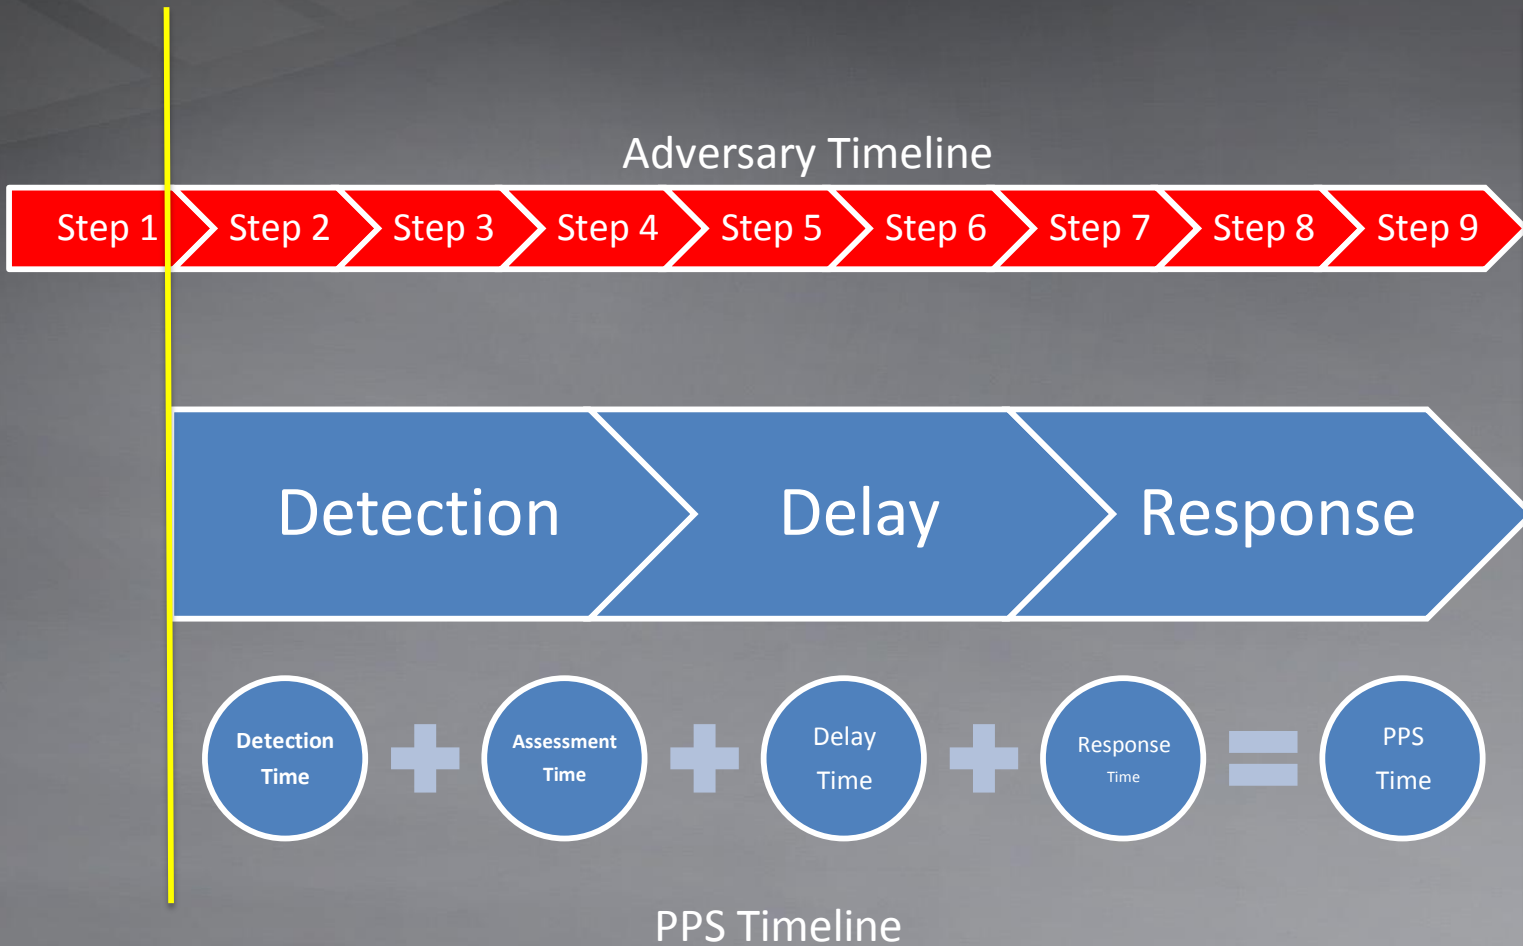 Adversary Timeline
Step 1 Step 2 Step 3 Step 4 Step 5 Step 6 Step 7 Step 8 Step 9
Detection Delay Response
Detection
Time
Assessment
Time
Delay
Time
Response
Time
PPS
Time
PPS Timeline